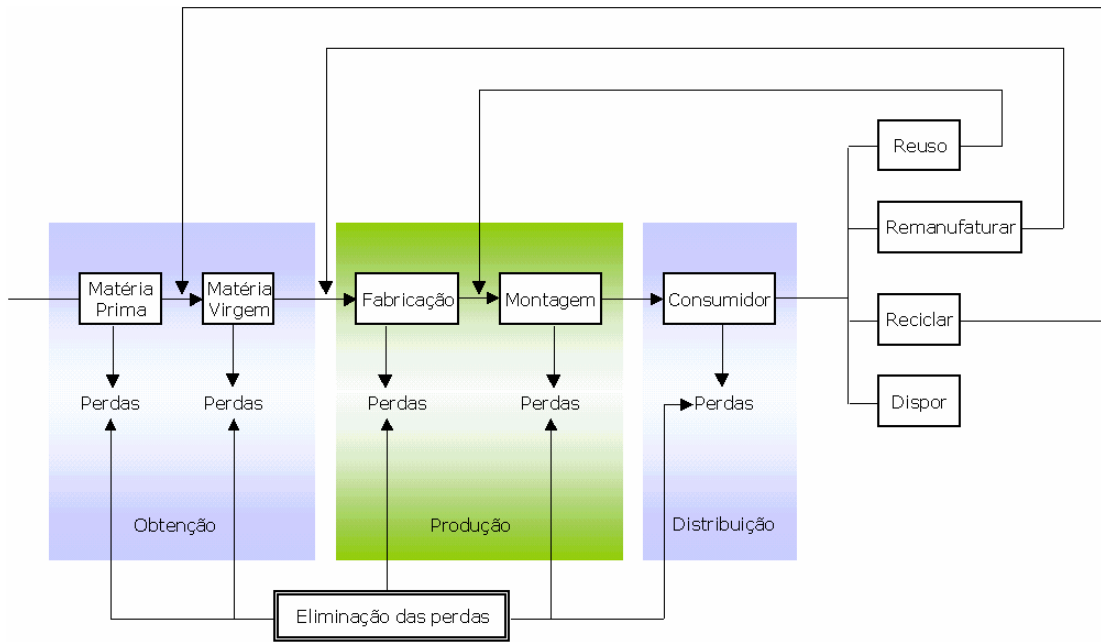 Reuso
Remanufaturar
Matéria
Prima
Matéria
Virgem
Fabricação
Montagem
Consumidor
Reciclar
Perdas
Perdas
Perdas
Perdas
Perdas
Dispor
Obtenção
Produção
Distribuição
Eliminação das perdas